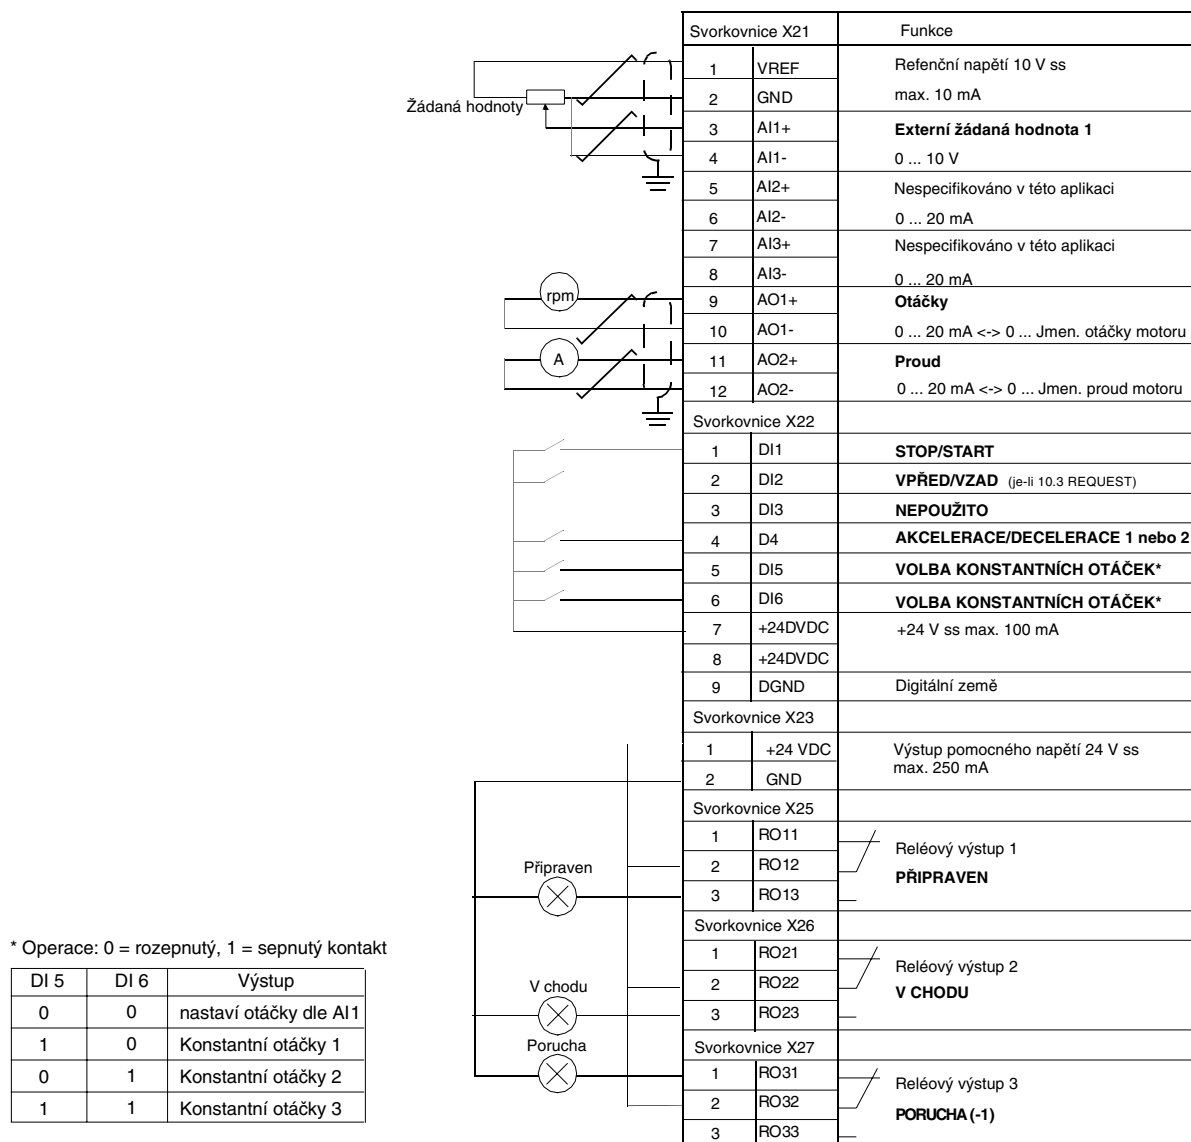 Svorkovnice X21 Funkce
1 VREF Refenční napětí 10 V ss
2 GND max. 10 mA
Žádaná hodnoty
3 AI1+ Externí žádaná hodnota 1
4 AI1- 0 ... 10 V
5 AI2+ Nespecifikováno v této aplikaci
6 AI2- 0 ... 20 mA
7 AI3+ Nespecifikováno v této aplikaci
8 AI3- 0 ... 20 mA
rpm
9 AO1+ Otáčky
10 AO1- 0 ... 20 mA <-> 0 ... Jmen. otáčky motoru
A
11 AO2+ Proud
12 AO2- 0 ... 20 mA <-> 0 ... Jmen. proud motoru
Svorkovnice X22
1 DI1 STOP/START
2 DI2 VPŘED/VZAD (je-li 10.3 REQUEST)
3 DI3 NEPOUŽITO
4 D4 AKCELERACE/DECELERACE 1 nebo 2
5 DI5 VOLBA KONSTANTNÍCH OTÁČEK*
6 DI6 VOLBA KONSTANTNÍCH OTÁČEK*
7 +24DVDC +24 V ss max. 100 mA
8 +24DVDC
9 DGND Digitální země
Svorkovnice X23
1 +24 VDC Výstup pomocného napětí 24 V ss
max. 250 mA
2 GND
Svorkovnice X25
1 RO11
Reléový výstup 1
Připraven
2 RO12
PŘIPRAVEN
3 RO13
Svorkovnice X26
1 RO21
Reléový výstup 2
V chodu
2 RO22
V CHODU
3 RO23
Porucha
Svorkovnice X27
1 RO31
Reléový výstup 3
2 RO32
PORUCHA (-1)
3 RO33
* Operace: 0 = rozepnutý, 1 = sepnutý kontakt
DI 5 DI 6 Výstup
0 0 nastaví otáčky dle AI1
1 0 Konstantní otáčky 1
0 1 Konstantní otáčky 2
1 1 Konstantní otáčky 3